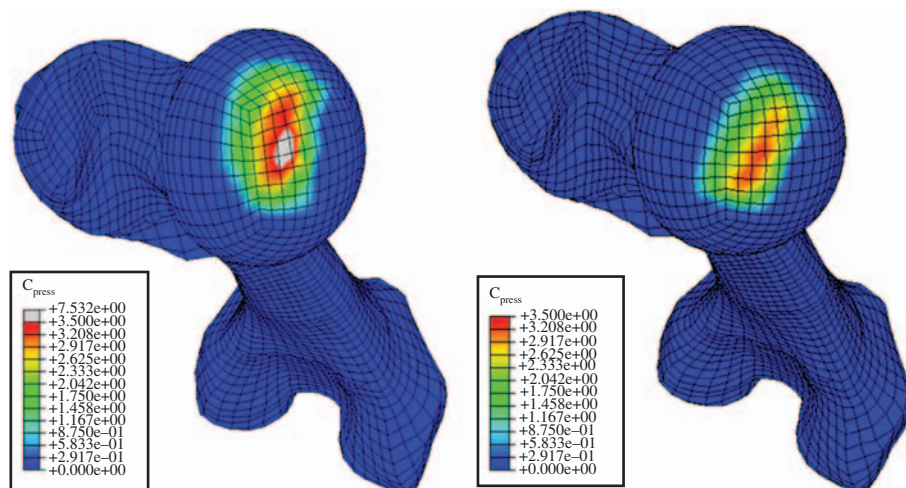 C_press
+7.532e+00
+3.500e+00
+3.208e+00
+2.917e+00
+2.625e+00
+2.333e+00
+2.042e+00
+1.750e+00
+1.458e+00
+1.167e+00
+8.750e–01
+5.833e–01
+2.917e–01
+0.000e+00
C_press
+3.500e+00
+3.208e+00
+2.917e+00
+2.625e+00
+2.333e+00
+2.042e+00
+1.750e+00
+1.458e+00
+1.167e+00
+8.750e–01
+5.833e–01
+2.917e–01
+0.000e+00